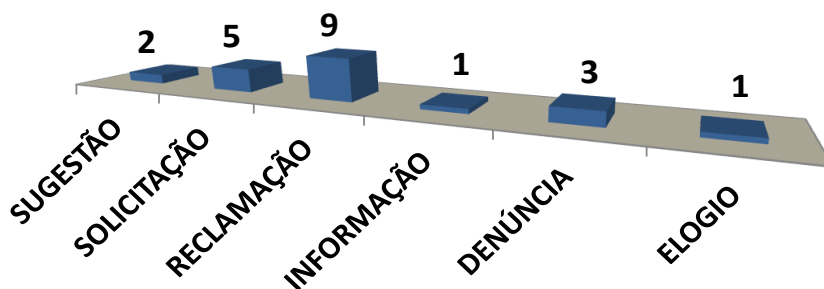 2
5
9
1
3
1
SUGESTÃO
SOLICITAÇÃO
RECLAMAÇÃO
INFORMAÇÃO
DENÚNCIA
ELOGIO